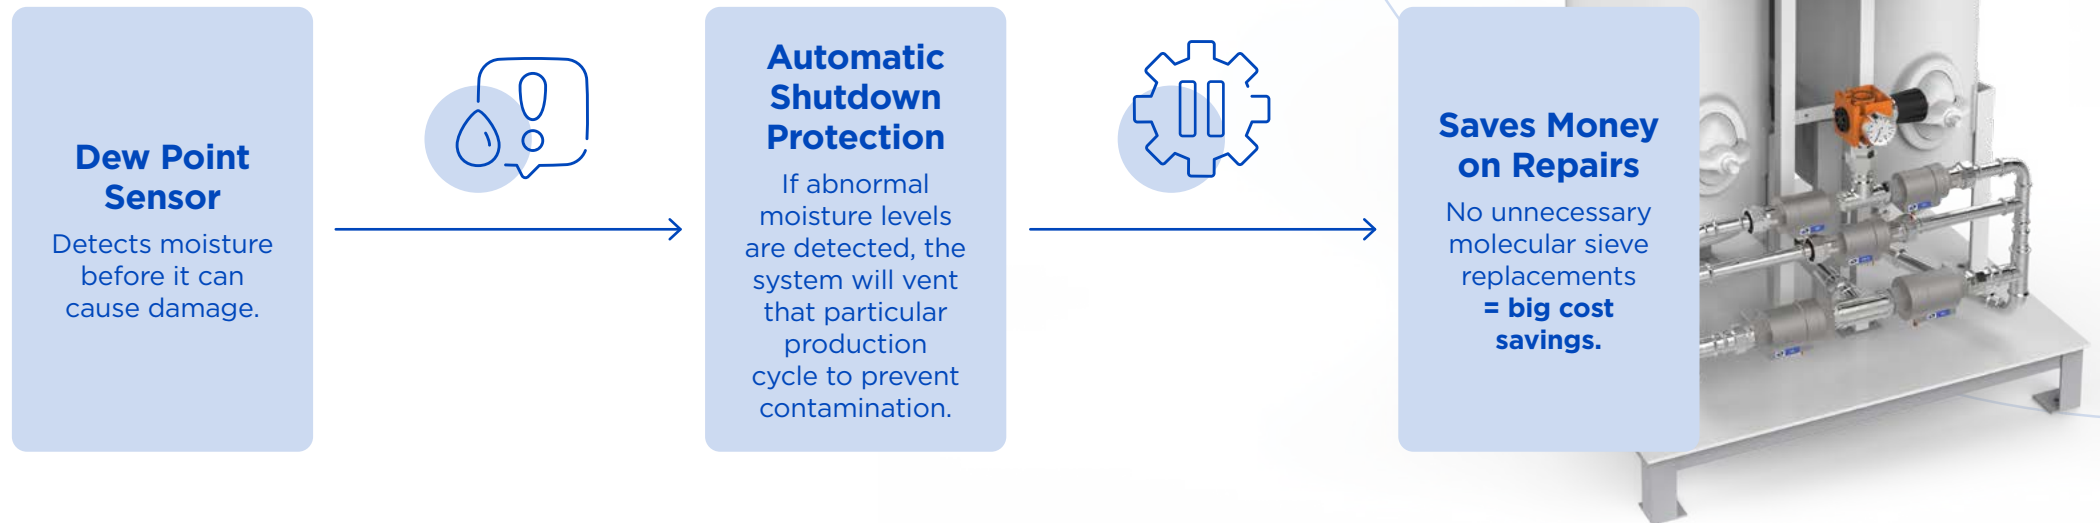 Dew Point
Sensor
Detects moisture
before it can
cause damage.
Automatic
Shutdown
Protection
If abnormal
moisture levels
are detected, the
system will vent
that particular
production
cycle to prevent
contamination.
Saves Money
on Repairs
No unnecessary
molecular sieve
replacements
= big cost
savings.